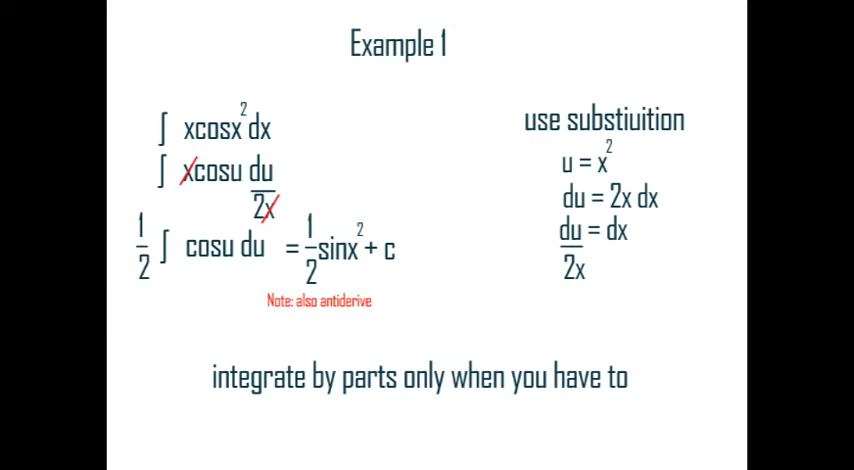 Example 1
∫ xcosx² dx
∫ xcosu du/2x
1/2 ∫ cosu du = 1/2 sinx² + c
Note: also antiderive
use substiuition
u = x²
du = 2x dx
du/2x = dx
integrate by parts only when you have to